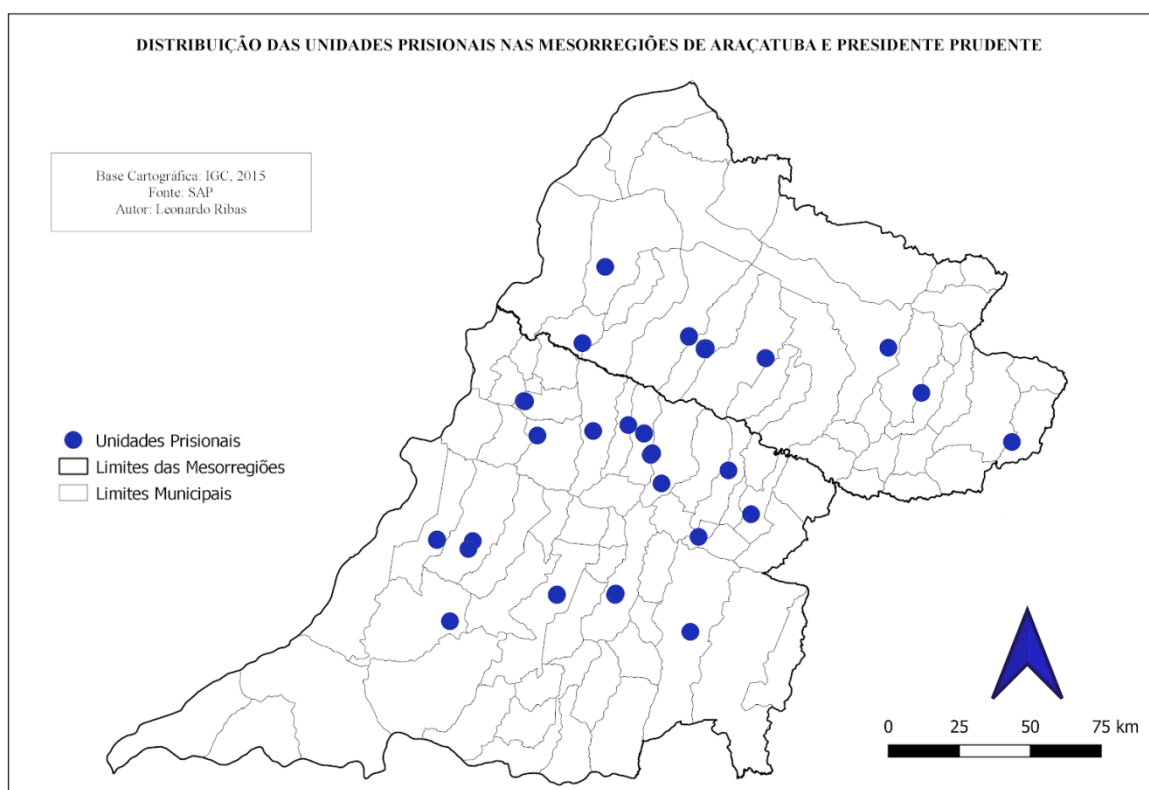 DISTRIBUIÇÃO DAS UNIDADES PRISIONAIS NAS MESORREGIÕES DE ARAÇATUBA E PRESIDENTE PRUDENTE
Base Cartográfica: IGC, 2015
Fonte: SAP
Autor: Leonardo Ribas
Unidades Prisionais
Limites das Mesorregiões
Limites Municipais
0 25 50 75 km